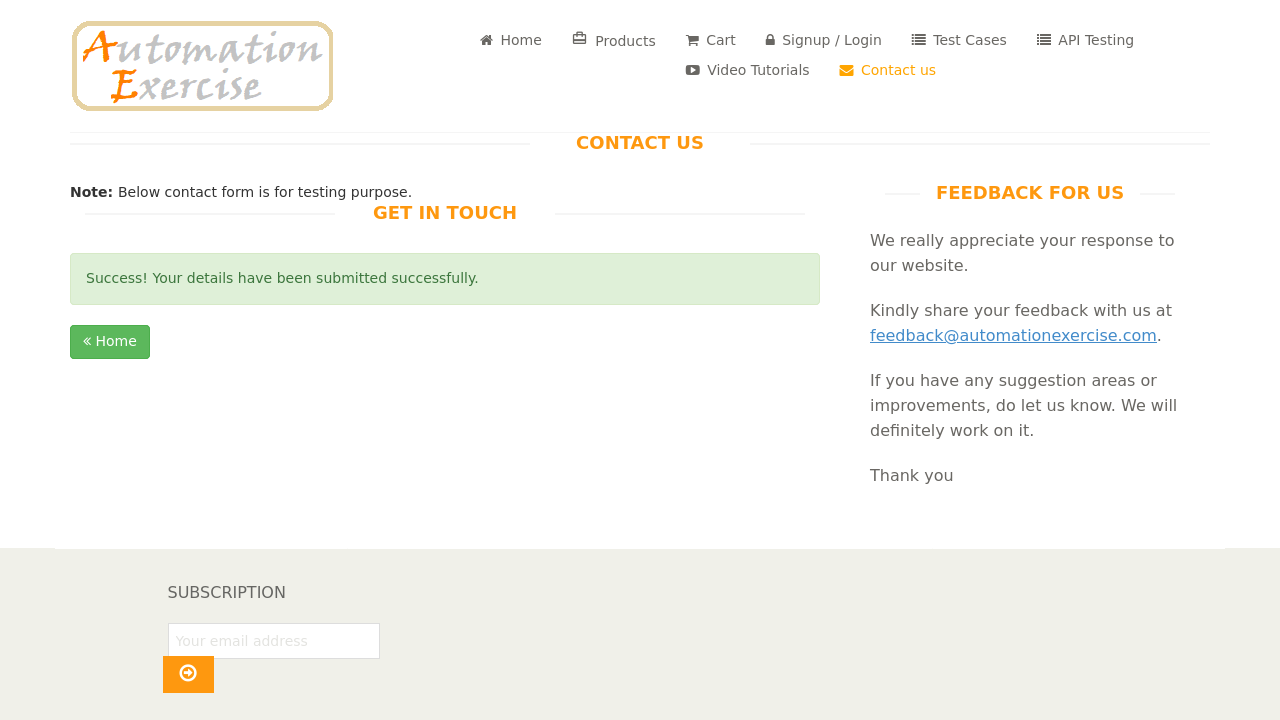 Automation
Exercise
Home
Products
Cart
Signup / Login
Test Cases
API Testing
Video Tutorials
Contact us
CONTACT US
Note: Below contact form is for testing purpose.
GET IN TOUCH
Success! Your details have been submitted successfully.
Home
FEEDBACK FOR US
We really appreciate your response to
our website.
Kindly share your feedback with us at
feedback@automationexercise.com.
If you have any suggestion areas or
improvements, do let us know. We will
definitely work on it.
Thank you
SUBSCRIPTION
Your email address